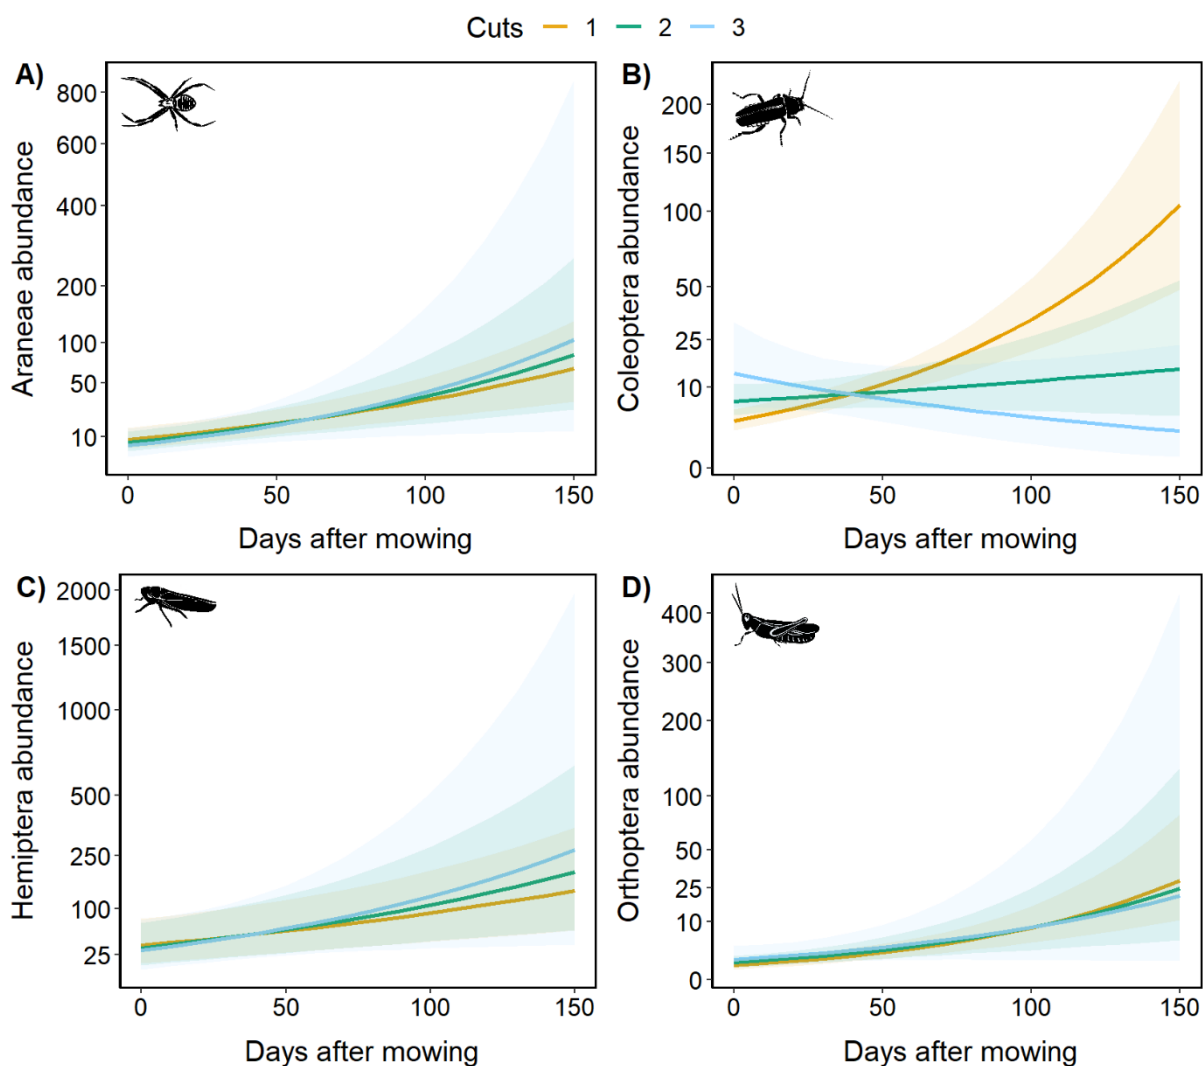 Cuts 1 2 3
A)
Araneae abundance
800
600
400
200
100
50
10
0 50 100 150
Days after mowing
B)
Coleoptera abundance
200
150
100
50
25
10
0
0 50 100 150
Days after mowing
C)
Hemiptera abundance
2000
1500
1000
500
250
100
25
0 50 100 150
Days after mowing
D)
Orthoptera abundance
400
300
200
100
50
25
10
0
0 50 100 150
Days after mowing